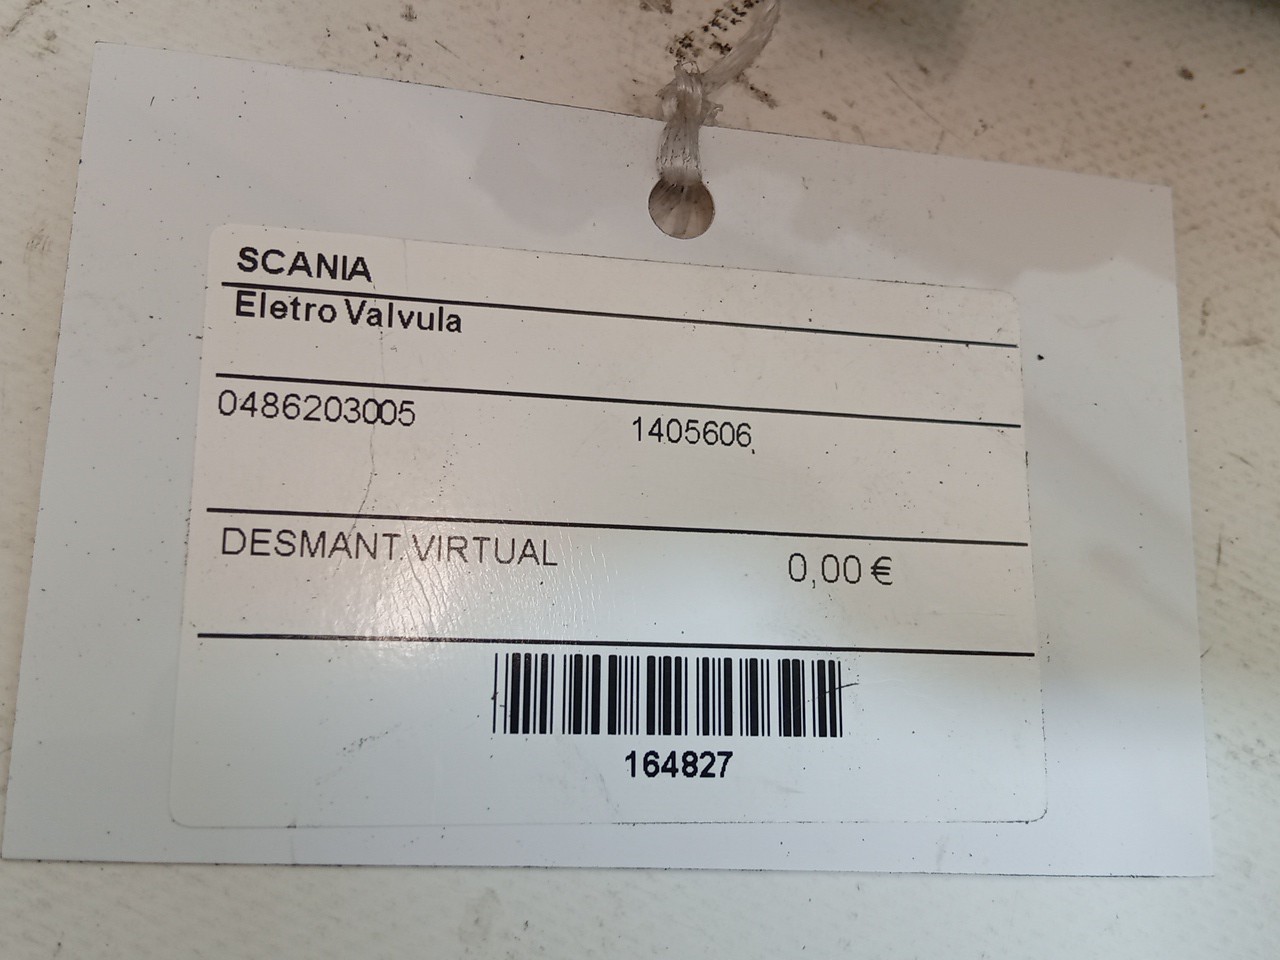 SCANIA
Eletro Valvula
0486203005 1405606
DESMANT.VIRTUAL 0,00 €
164827